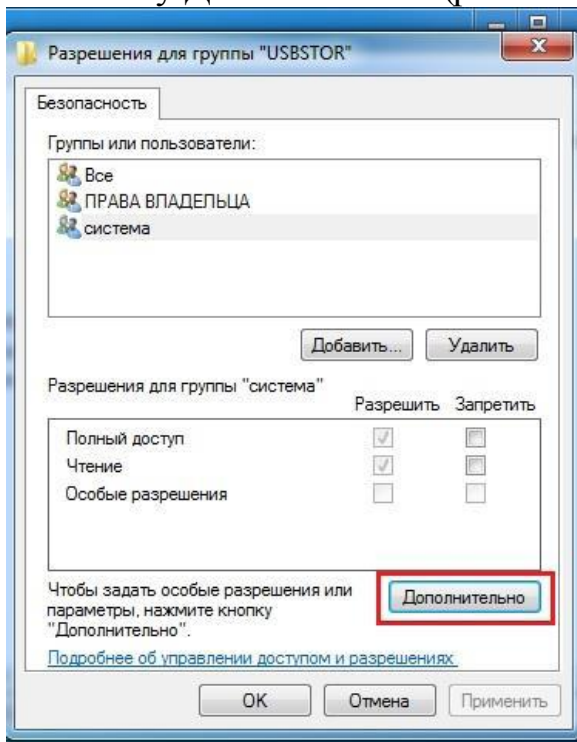 Разрешения для группы "USBSTOR"
Безопасность
Группы или пользователи:
Все
ПРАВА ВЛАДЕЛЬЦА
система
Добавить... Удалить
Разрешения для группы "система"
Разрешить Запретить
Полный доступ
Чтение
Особые разрешения
Чтобы задать особые разрешения или
параметры, нажмите кнопку
"Дополнительно".
Дополнительно
Подробнее об управлении доступом и разрешениях
ОК Отмена Применить